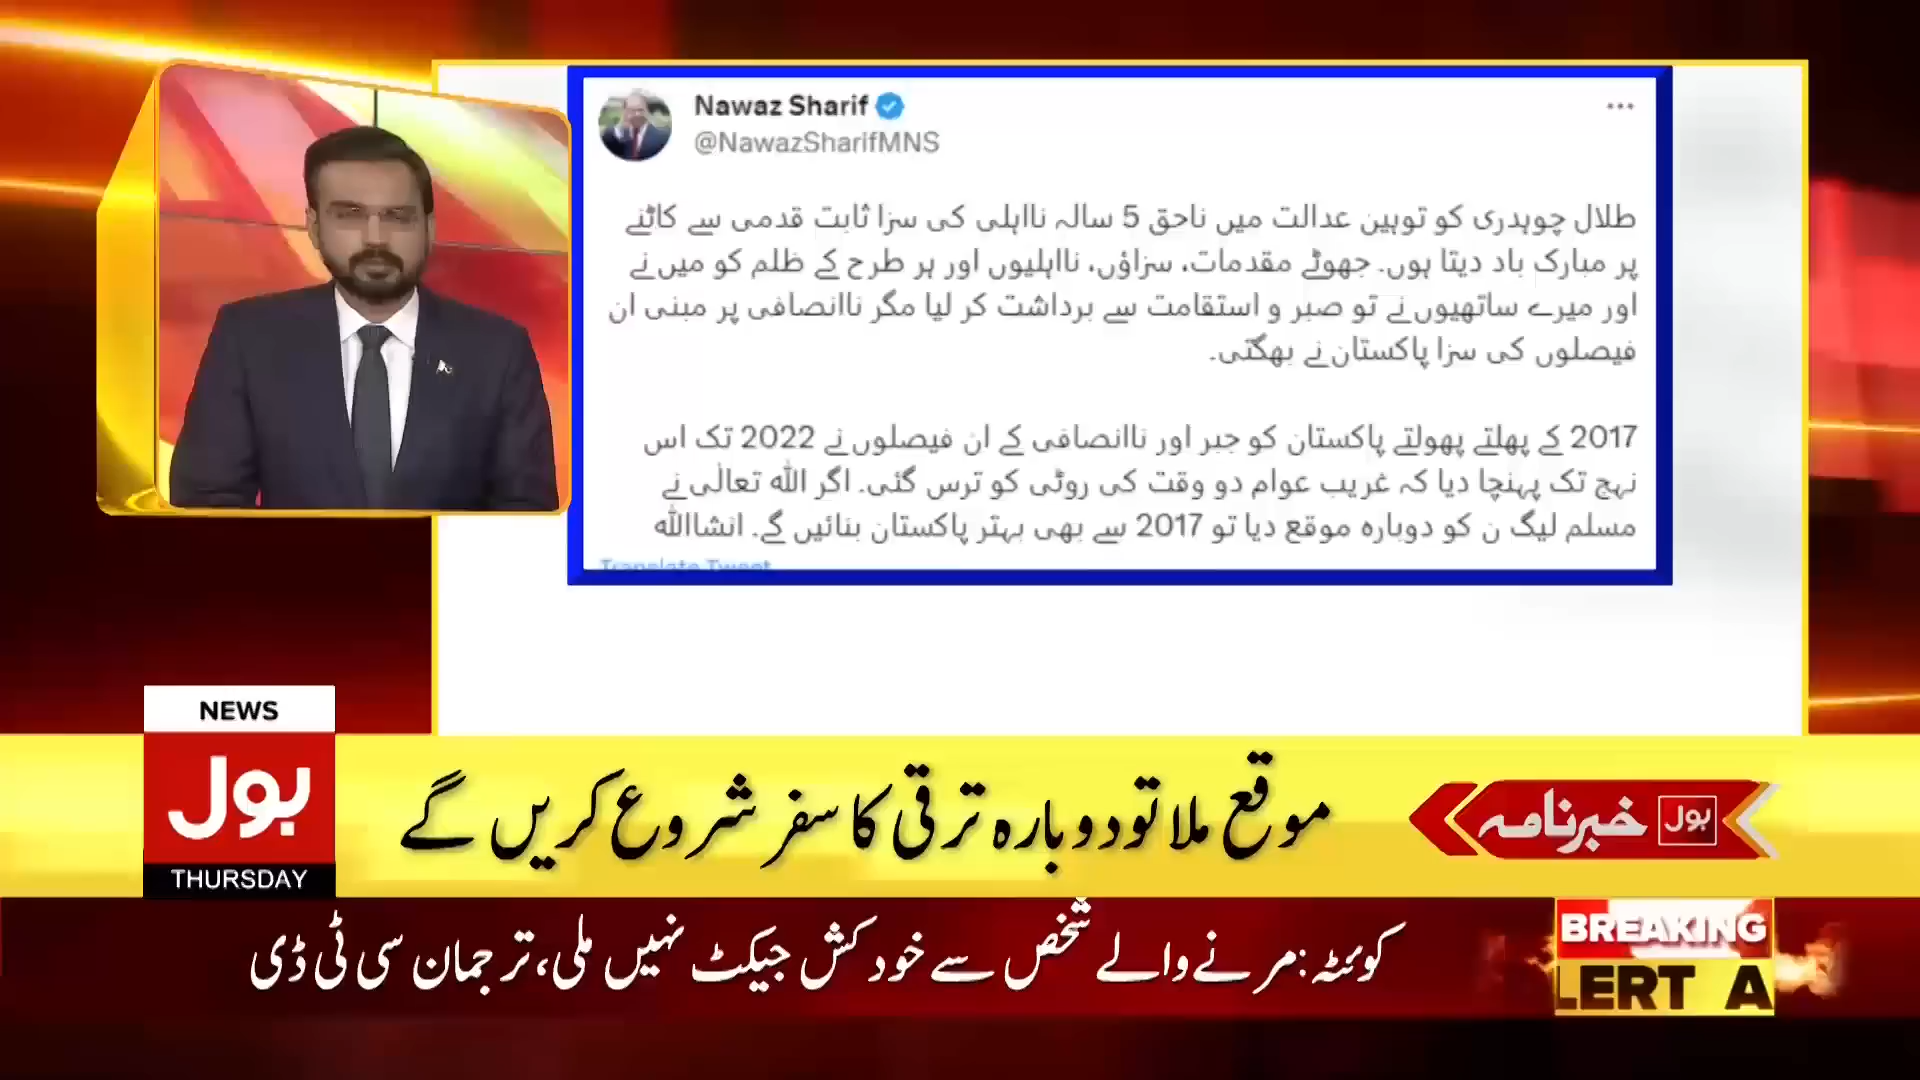 Nawaz Sharif
@NawazSharifMNS
طلال چوہدری کو توہین عدالت میں ناحق 5 سالہ نااہلی کی سزا ثابت قدمی سے کاٹنے
پر مبارک باد دیتا ہوں۔ جھوٹے مقدمات، سزاؤں، نااہلیوں اور ہر طرح کے ظلم کو میں نے
اور میرے ساتھیوں نے تو صبر و استقامت سے برداشت کر لیا مگر ناانصافی پر مبنی ان
فیصلوں کی سزا پاکستان نے بھگتی۔
2017 کے پھلتے پھولتے پاکستان کو جبر اور ناانصافی کے ان فیصلوں نے 2022 تک اس
نہج تک پہنچا دیا کہ غریب عوام دو وقت کی روٹی کو ترس گئی۔ اگر اللہ تعالٰی نے
مسلم لیگ ن کو دوبارہ موقع دیا تو 2017 سے بھی بہتر پاکستان بنائیں گے۔ انشااللہ
Translate Tweet
NEWS
بول
THURSDAY
بول خبرنامہ
موقع ملا تو دوبارہ ترقی کا سفر شروع کریں گے
BREAKING
LERT A
کوئٹہ: مرنے والے شخص سے خودکش جیکٹ نہیں ملی، ترجمان سی ٹی ڈی